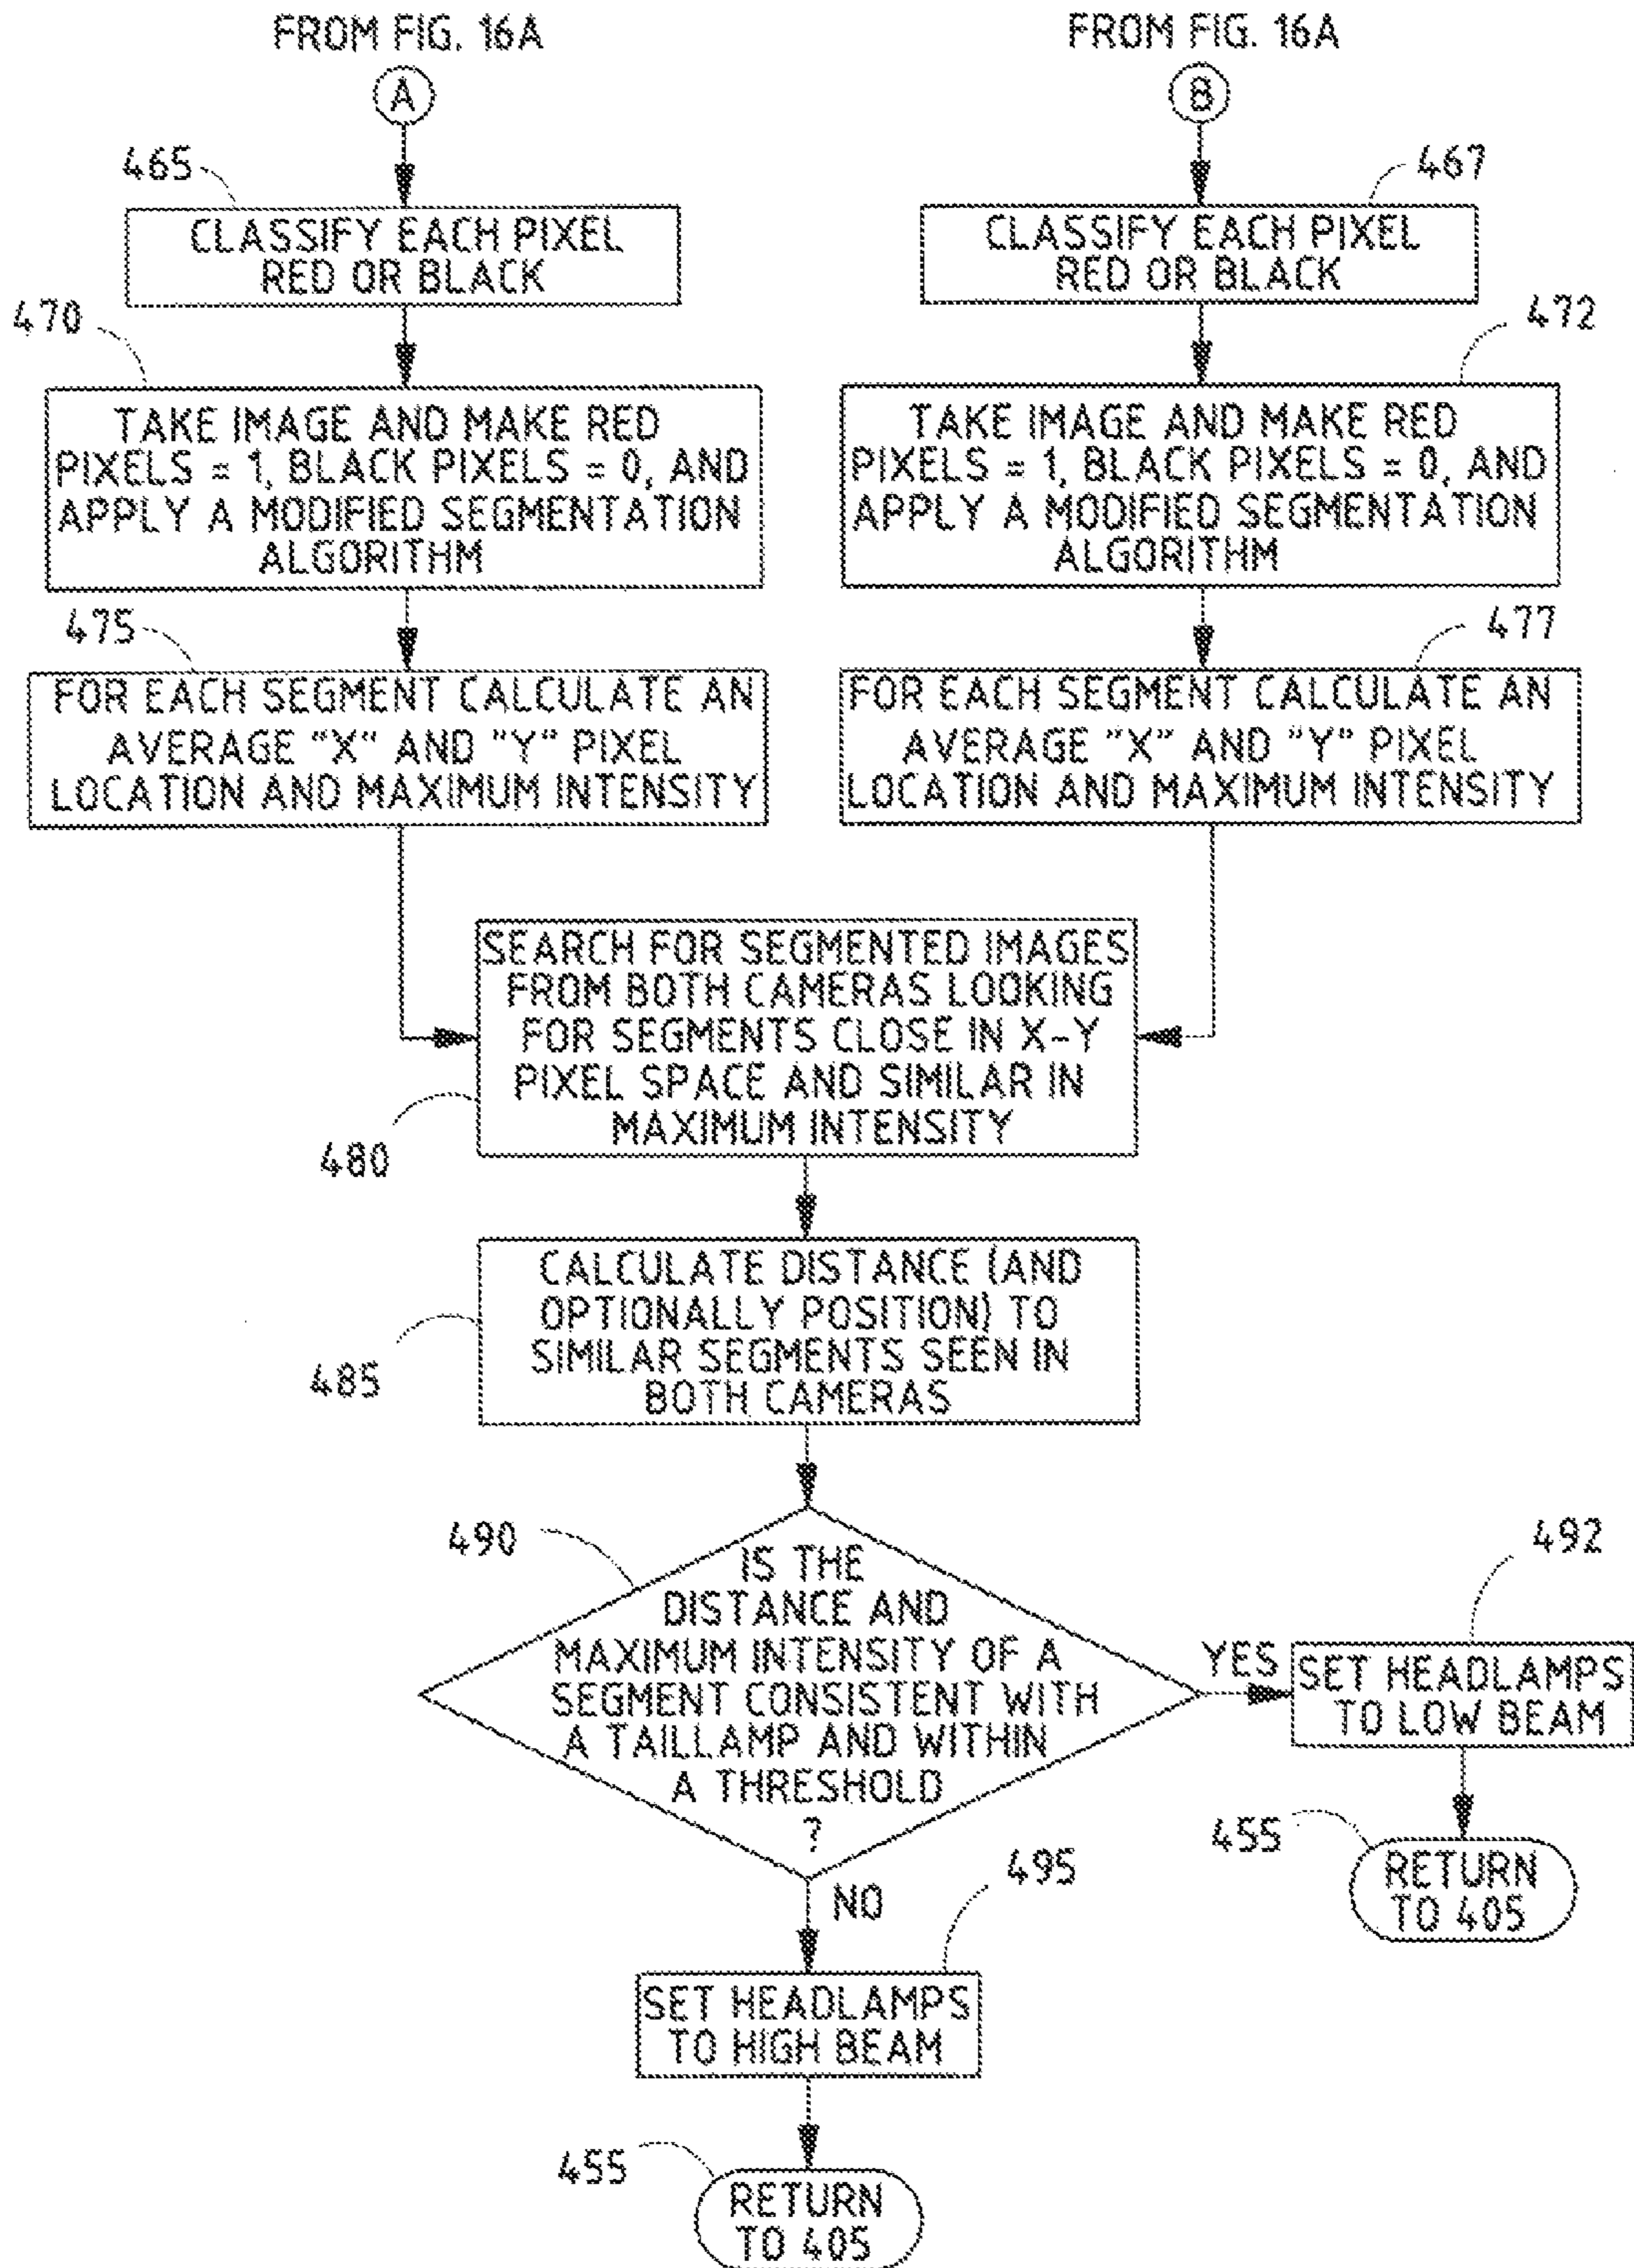 FROM FIG. 16A
A
465
CLASSIFY EACH PIXEL
RED OR BLACK
470
TAKE IMAGE AND MAKE RED
PIXELS = 1, BLACK PIXELS = 0, AND
APPLY A MODIFIED SEGMENTATION
ALGORITHM
475
FOR EACH SEGMENT CALCULATE AN
AVERAGE "X" AND "Y" PIXEL
LOCATION AND MAXIMUM INTENSITY
FROM FIG. 16A
B
467
CLASSIFY EACH PIXEL
RED OR BLACK
472
TAKE IMAGE AND MAKE RED
PIXELS = 1, BLACK PIXELS = 0, AND
APPLY A MODIFIED SEGMENTATION
ALGORITHM
477
FOR EACH SEGMENT CALCULATE AN
AVERAGE "X" AND "Y" PIXEL
LOCATION AND MAXIMUM INTENSITY
SEARCH FOR SEGMENTED IMAGES
FROM BOTH CAMERAS LOOKING
FOR SEGMENTS CLOSE IN X-Y
PIXEL SPACE AND SIMILAR IN
MAXIMUM INTENSITY
480
CALCULATE DISTANCE (AND
OPTIONALLY POSITION) TO
SIMILAR SEGMENTS SEEN IN
BOTH CAMERAS
485
490
IS THE
DISTANCE AND
MAXIMUM INTENSITY OF A
SEGMENT CONSISTENT WITH
A TAILLAMP AND WITHIN
A THRESHOLD
?
YES
492
SET HEADLAMPS
TO LOW BEAM
455
RETURN
TO 405
NO
495
SET HEADLAMPS
TO HIGH BEAM
455
RETURN
TO 405